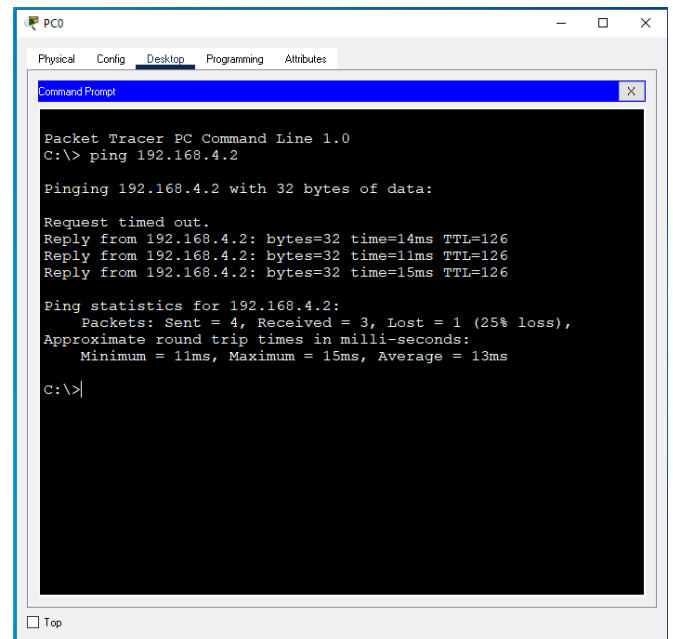 PC0
Physical Config Desktop Programming Attributes
Command Prompt X
Packet Tracer PC Command Line 1.0
C:\> ping 192.168.4.2
Pinging 192.168.4.2 with 32 bytes of data:
Request timed out.
Reply from 192.168.4.2: bytes=32 time=14ms TTL=126
Reply from 192.168.4.2: bytes=32 time=11ms TTL=126
Reply from 192.168.4.2: bytes=32 time=15ms TTL=126
Ping statistics for 192.168.4.2:
Packets: Sent = 4, Received = 3, Lost = 1 (25% loss),
Approximate round trip times in milli-seconds:
Minimum = 11ms, Maximum = 15ms, Average = 13ms
C:\>
Top